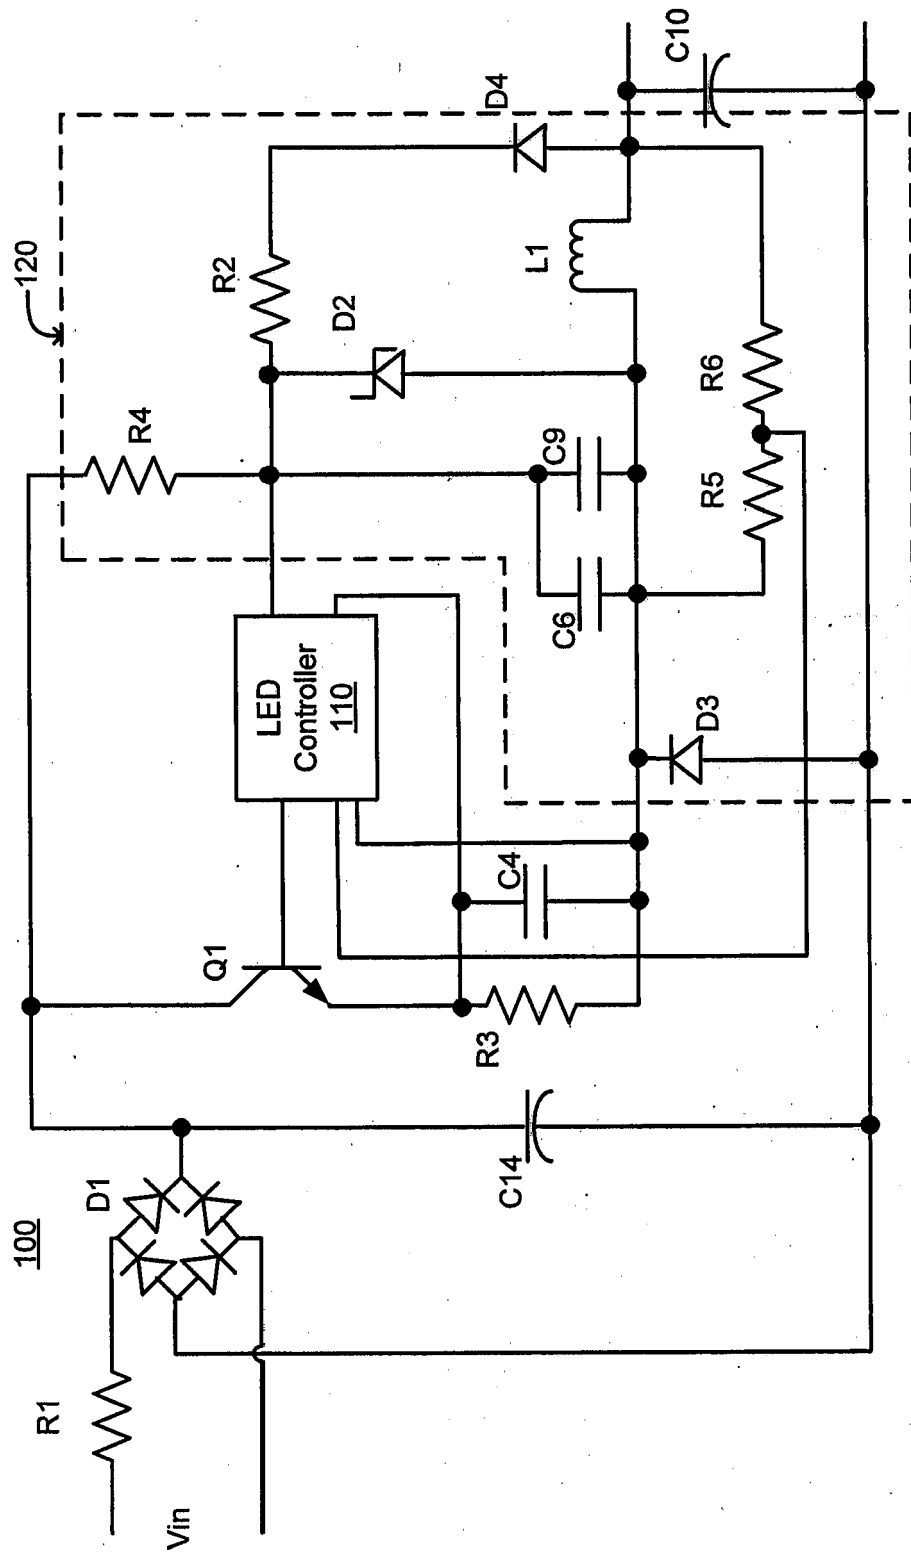 100
Vin
R1
D1
C14
Q1
R3
C4
LED
Controller
110
D3
C6
C9
R4
120
R2
D2
D4
L1
R5
R6
C10